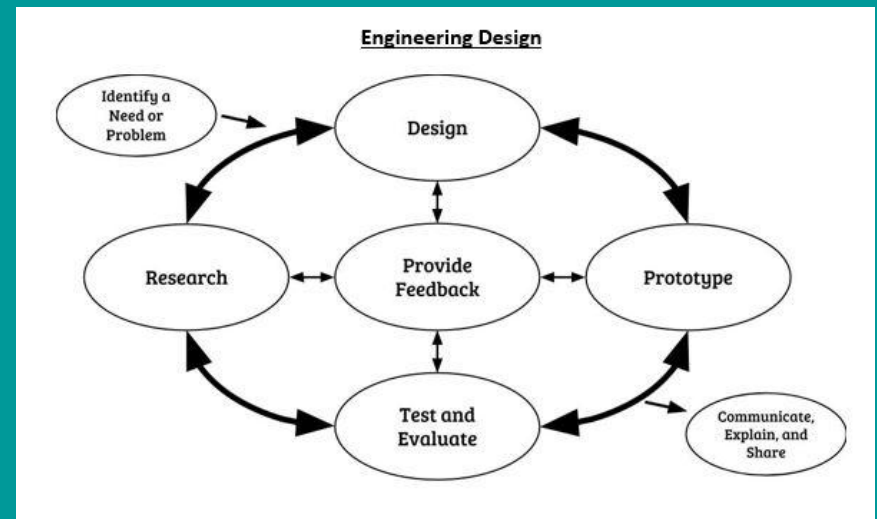 Engineering Design
Identify a
Need or
Problem
Design
Research
Provide
Feedback
Prototype
Test and
Evaluate
Communicate,
Explain, and
Share